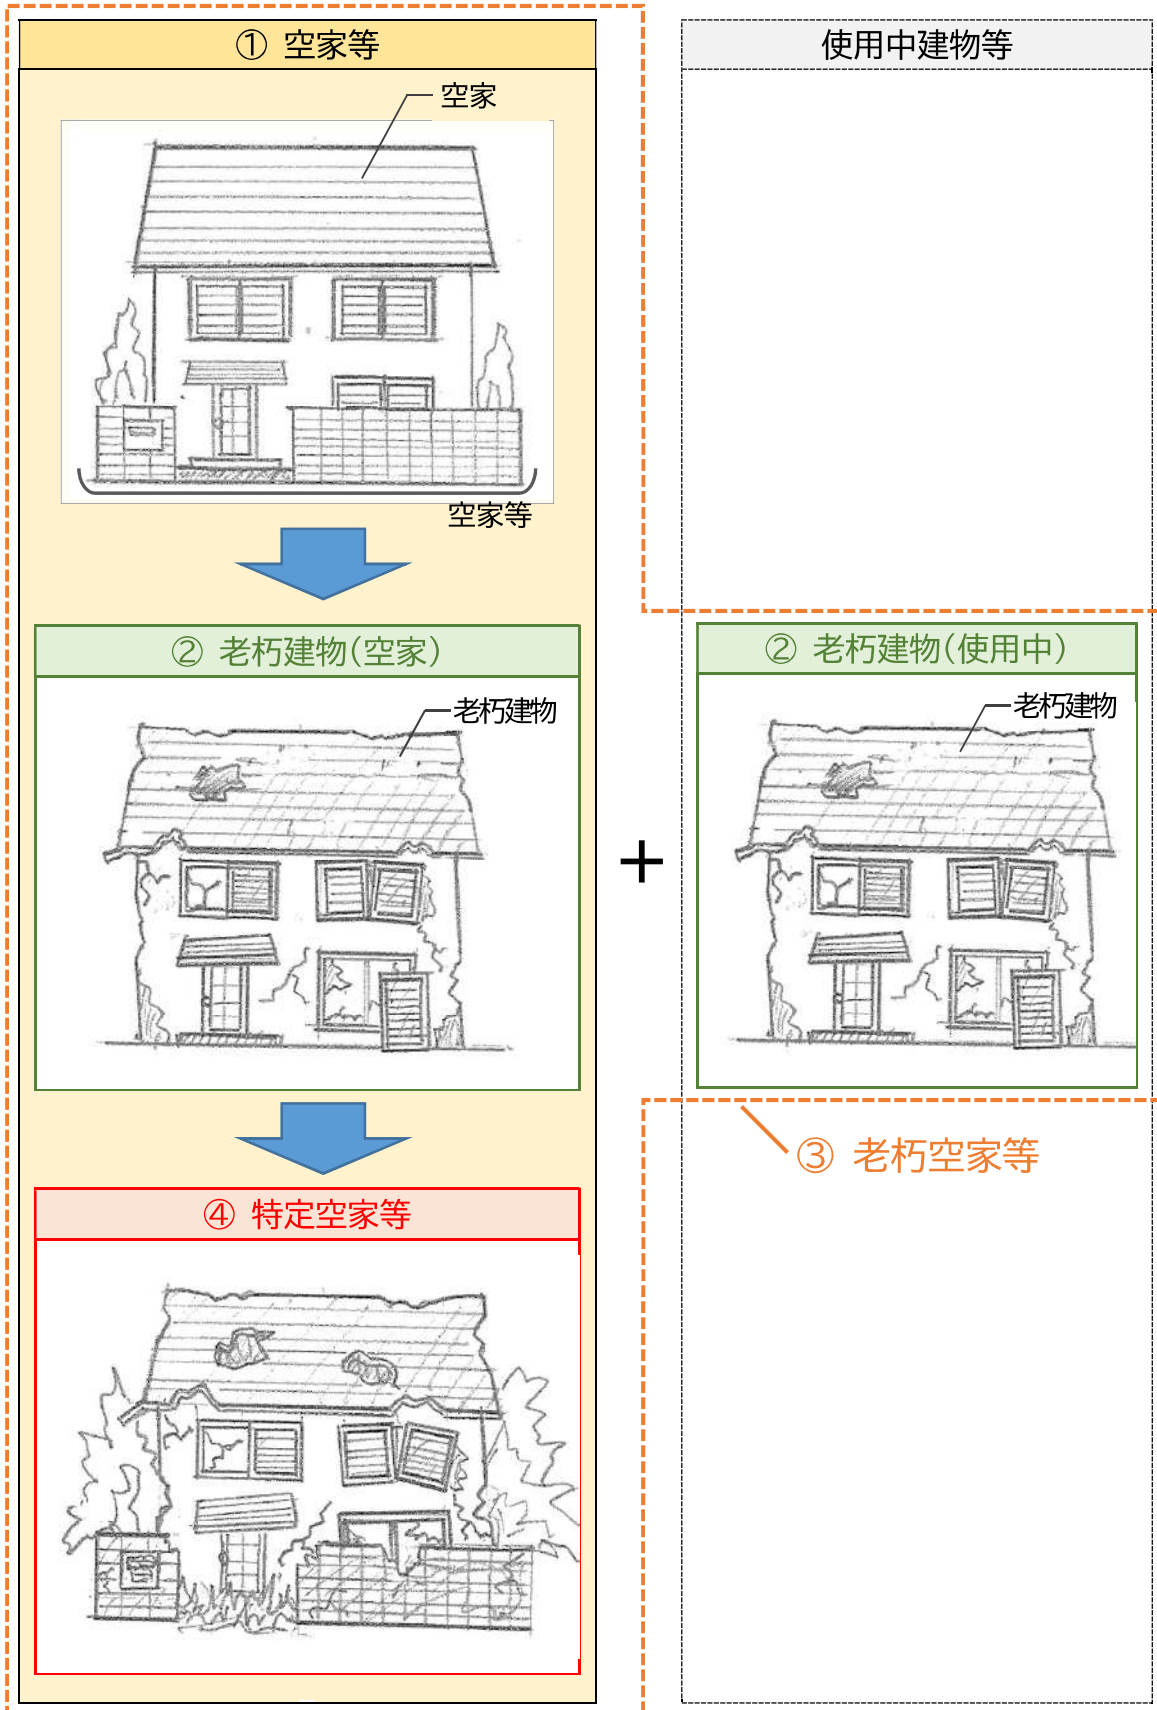 ① 空家等
空家
空家等
② 老朽建物(空家)
老朽建物
④ 特定空家等
使用中建物等
＋
② 老朽建物(使用中)
老朽建物
③ 老朽空家等